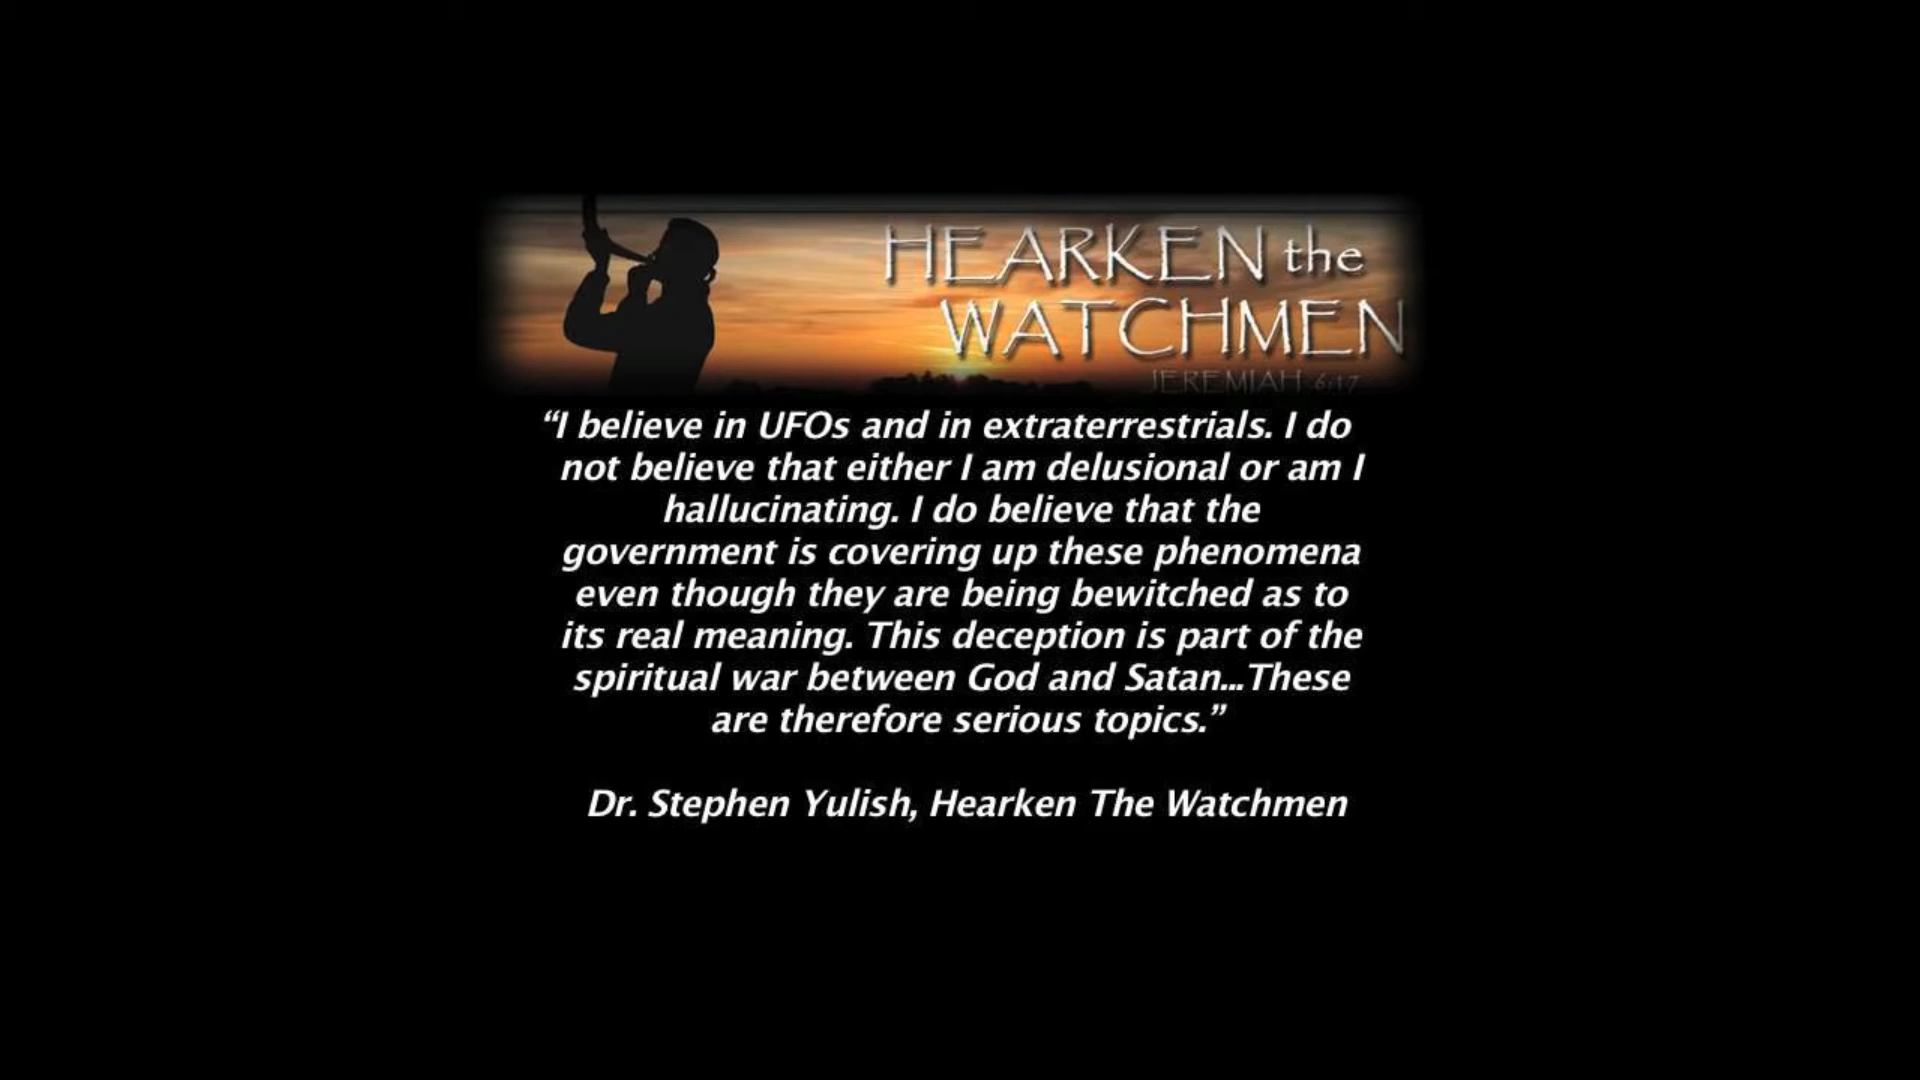 HEARKEN the
WATCHMEN
JEREMIAH 6:17
“I believe in UFOs and in extraterrestrials. I do
not believe that either I am delusional or am I
hallucinating. I do believe that the
government is covering up these phenomena
even though they are being bewitched as to
its real meaning. This deception is part of the
spiritual war between God and Satan...These
are therefore serious topics.”
Dr. Stephen Yulish, Hearken The Watchmen